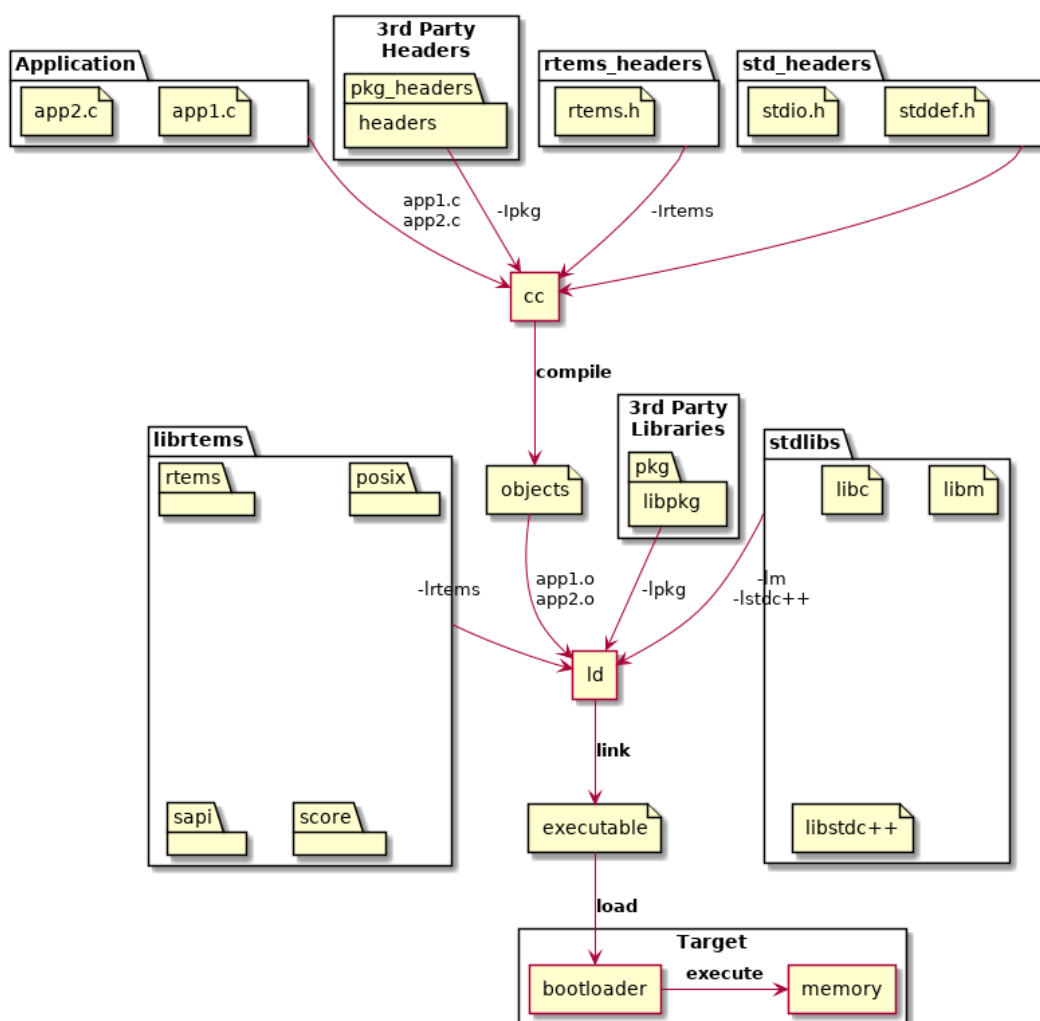 3rd Party
Headers
Application
rtems_headers
std_headers
pkg_headers
app2.c
app1.c
headers
rtems.h
stdio.h
stddef.h
app1.c
app2.c
-Ipkg
-Irtems
cc
compile
3rd Party
Libraries
librtems
stdlibs
rtems
posix
pkg
objects
libpkg
libc
libm
-lrtems
app1.o
app2.o
-lpkg
-lm
-lstdc++
ld
link
sapi
score
executable
libstdc++
load
Target
bootloader
execute
memory